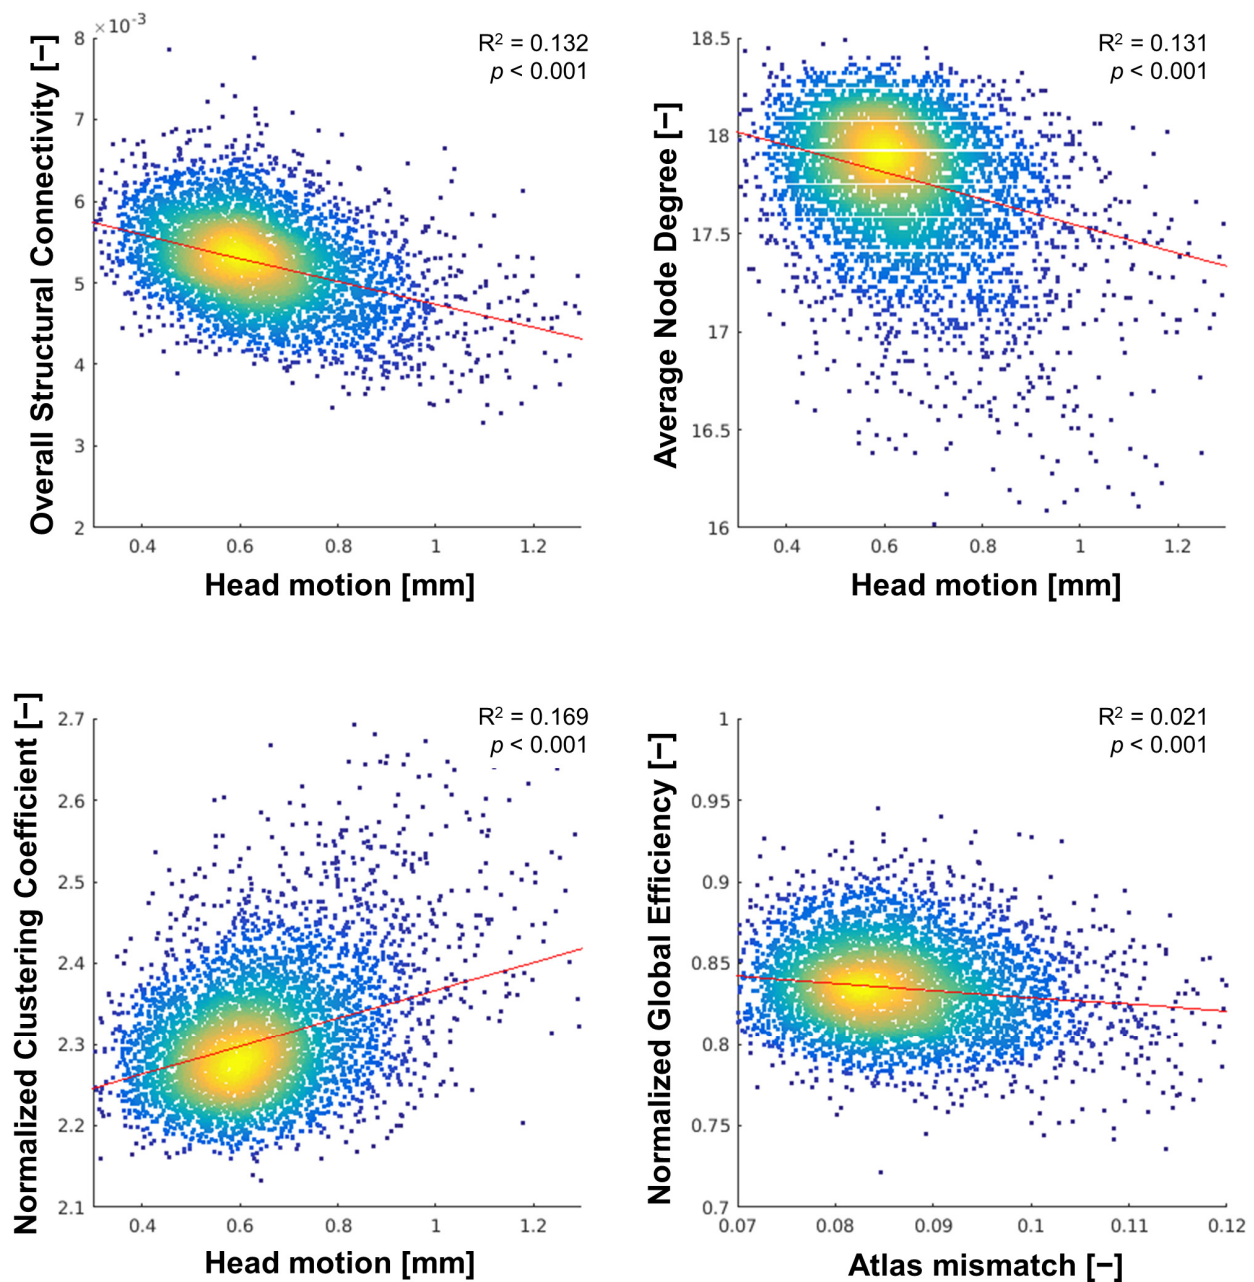 ×10⁻³
R² = 0.132
p < 0.001
8
7
6
5
4
3
2
0.4 0.6 0.8 1 1.2
Overall Structural Connectivity [−]
Head motion [mm]
R² = 0.131
p < 0.001
18.5
18
17.5
17
16.5
16
0.4 0.6 0.8 1 1.2
Average Node Degree [−]
Head motion [mm]
R² = 0.169
p < 0.001
2.7
2.6
2.5
2.4
2.3
2.2
2.1
0.4 0.6 0.8 1 1.2
Normalized Clustering Coefficient [−]
Head motion [mm]
R² = 0.021
p < 0.001
1
0.95
0.9
0.85
0.8
0.75
0.7
0.07 0.08 0.09 0.1 0.11 0.12
Normalized Global Efficiency [−]
Atlas mismatch [−]